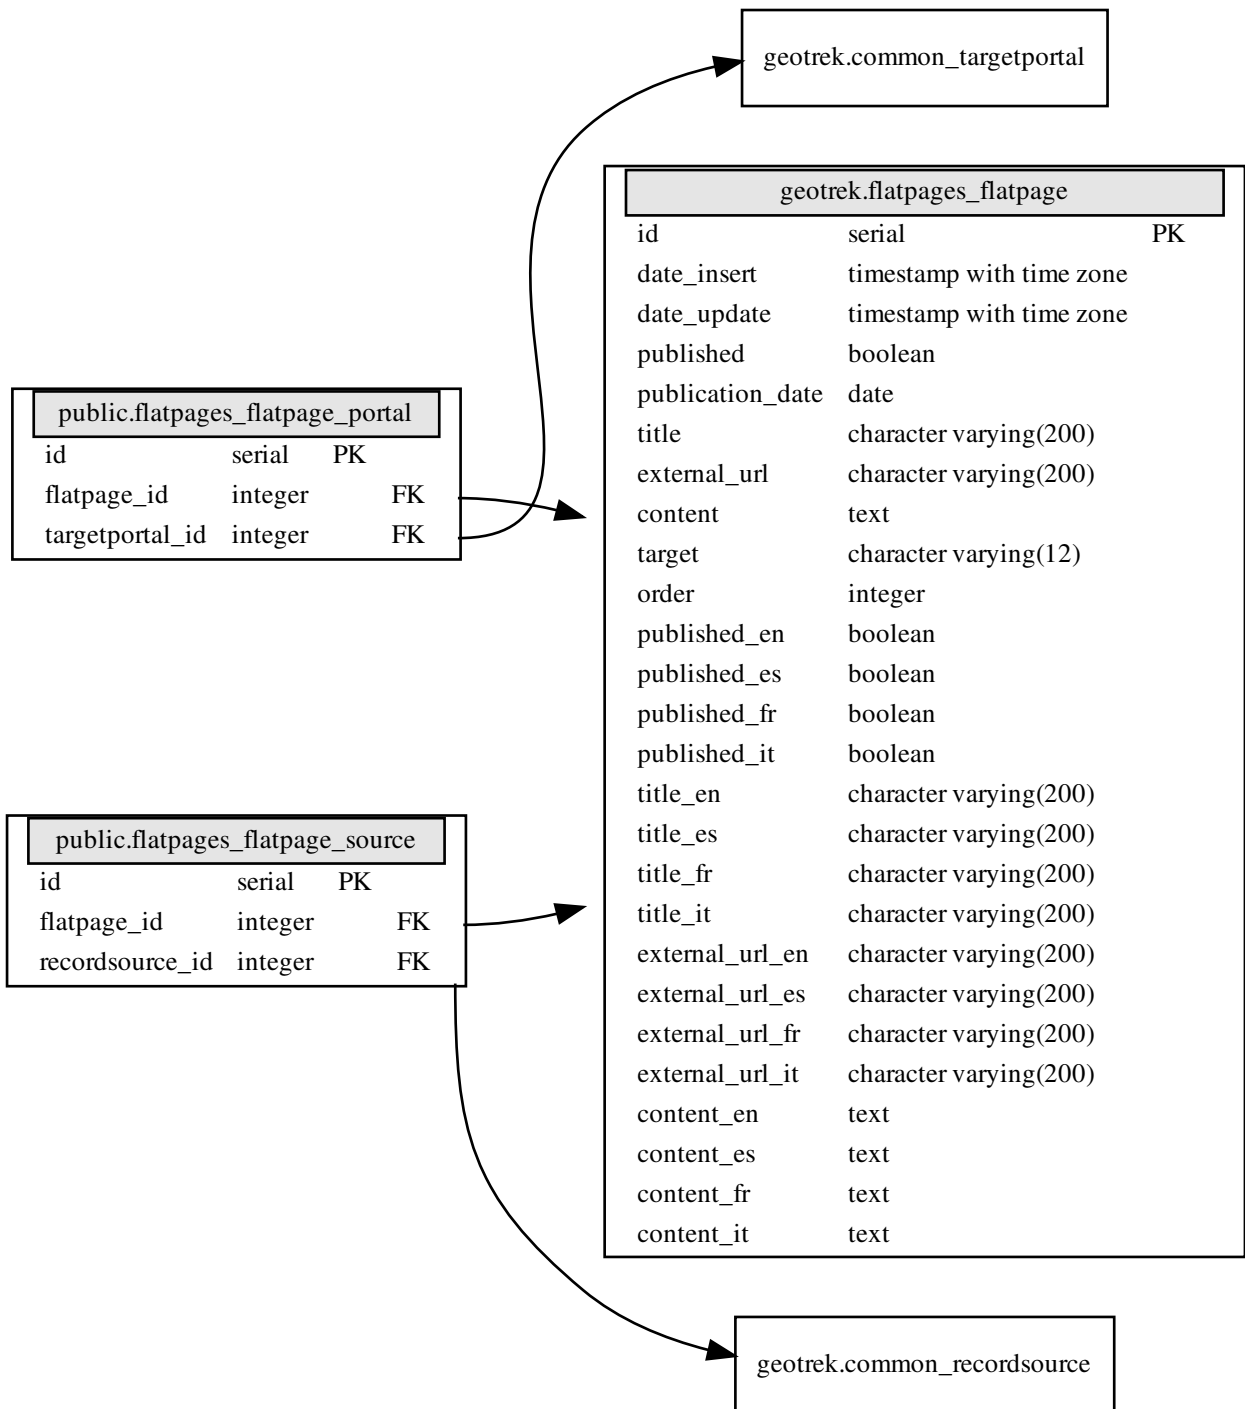 geotrek.common_targetportal
geotrek.flatpages_flatpage
id serial PK
date_insert timestamp with time zone
date_update timestamp with time zone
published boolean
publication_date date
title character varying(200)
external_url character varying(200)
content text
target character varying(12)
order integer
published_en boolean
published_es boolean
published_fr boolean
published_it boolean
title_en character varying(200)
title_es character varying(200)
title_fr character varying(200)
title_it character varying(200)
external_url_en character varying(200)
external_url_es character varying(200)
external_url_fr character varying(200)
external_url_it character varying(200)
content_en text
content_es text
content_fr text
content_it text
public.flatpages_flatpage_portal
id serial PK
flatpage_id integer FK
targetportal_id integer FK
public.flatpages_flatpage_source
id serial PK
flatpage_id integer FK
recordsource_id integer FK
geotrek.common_recordsource